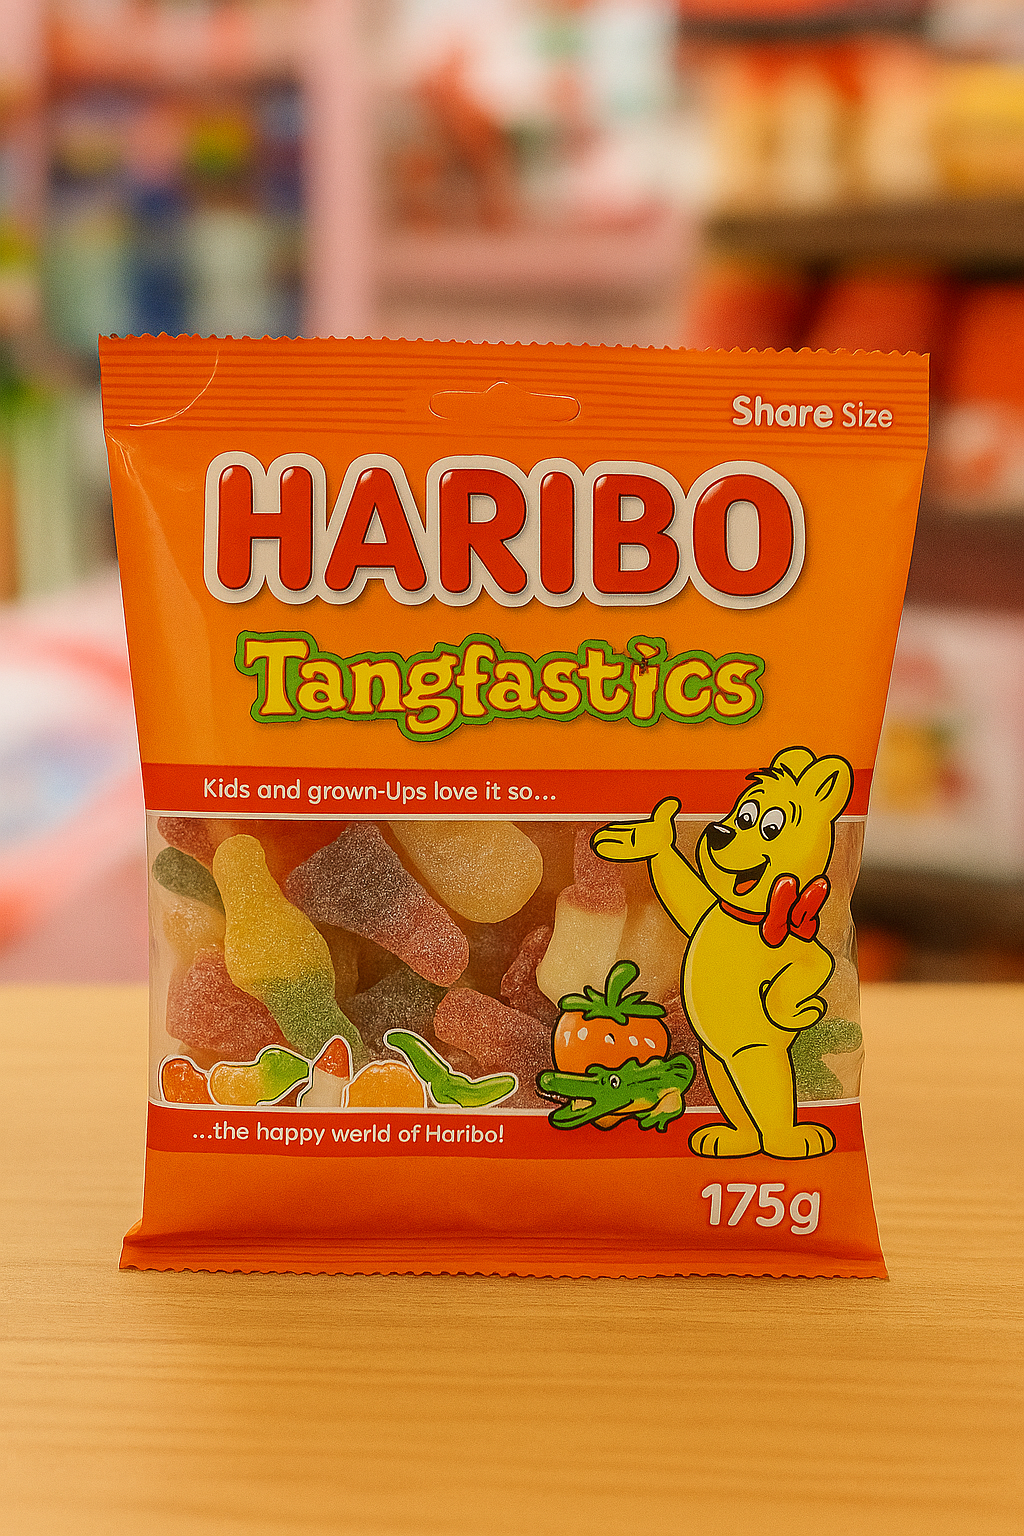 Share Size
HARIBO
Tangfastics
Kids and grown-Ups love it so...
...the happy werld of Haribo!
175g